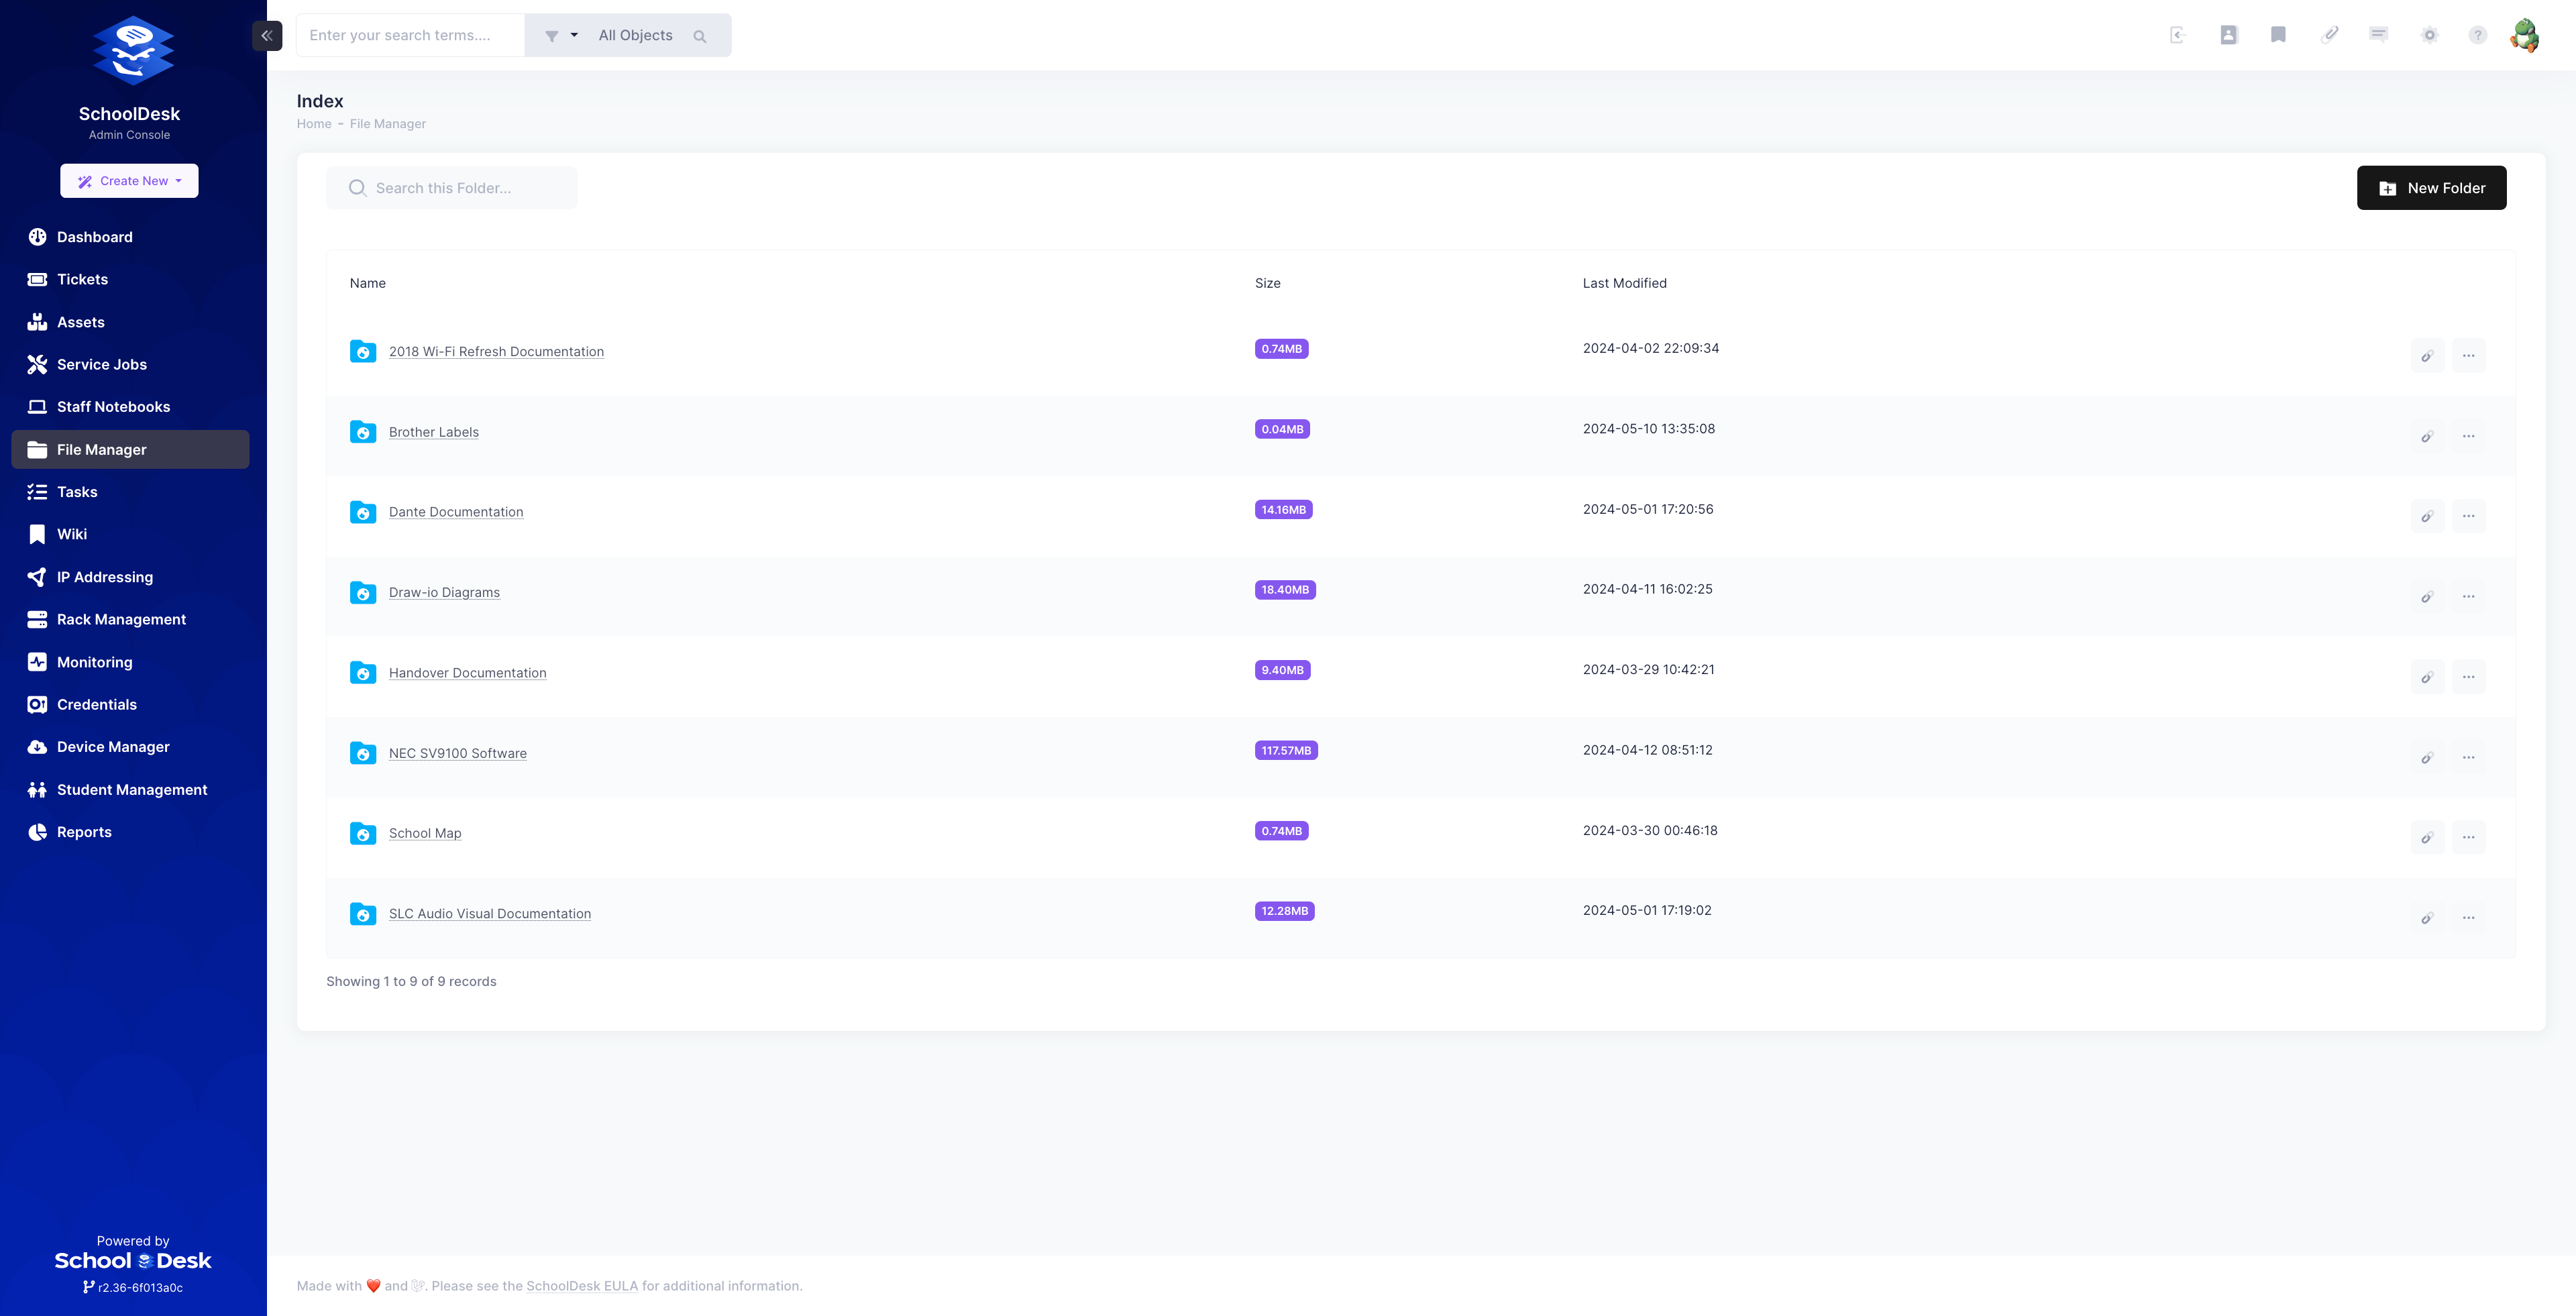 SchoolDesk
Admin Console
Create New
Dashboard
Tickets
Assets
Service Jobs
Staff Notebooks
File Manager
Tasks
Wiki
IP Addressing
Rack Management
Monitoring
Credentials
Device Manager
Student Management
Reports
Powered by
School Desk
r2.36-6f013a0c
Enter your search terms.... All Objects
?
Index
Home - File Manager
Search this Folder... New Folder
Name Size Last Modified
2018 Wi-Fi Refresh Documentation 0.74MB 2024-04-02 22:09:34
Brother Labels 0.04MB 2024-05-10 13:35:08
Dante Documentation 14.16MB 2024-05-01 17:20:56
Draw-io Diagrams 18.40MB 2024-04-11 16:02:25
Handover Documentation 9.40MB 2024-03-29 10:42:21
NEC SV9100 Software 117.57MB 2024-04-12 08:51:12
School Map 0.74MB 2024-03-30 00:46:18
SLC Audio Visual Documentation 12.28MB 2024-05-01 17:19:02
Showing 1 to 9 of 9 records
Made with ❤️ and 🕊. Please see the SchoolDesk EULA for additional information.